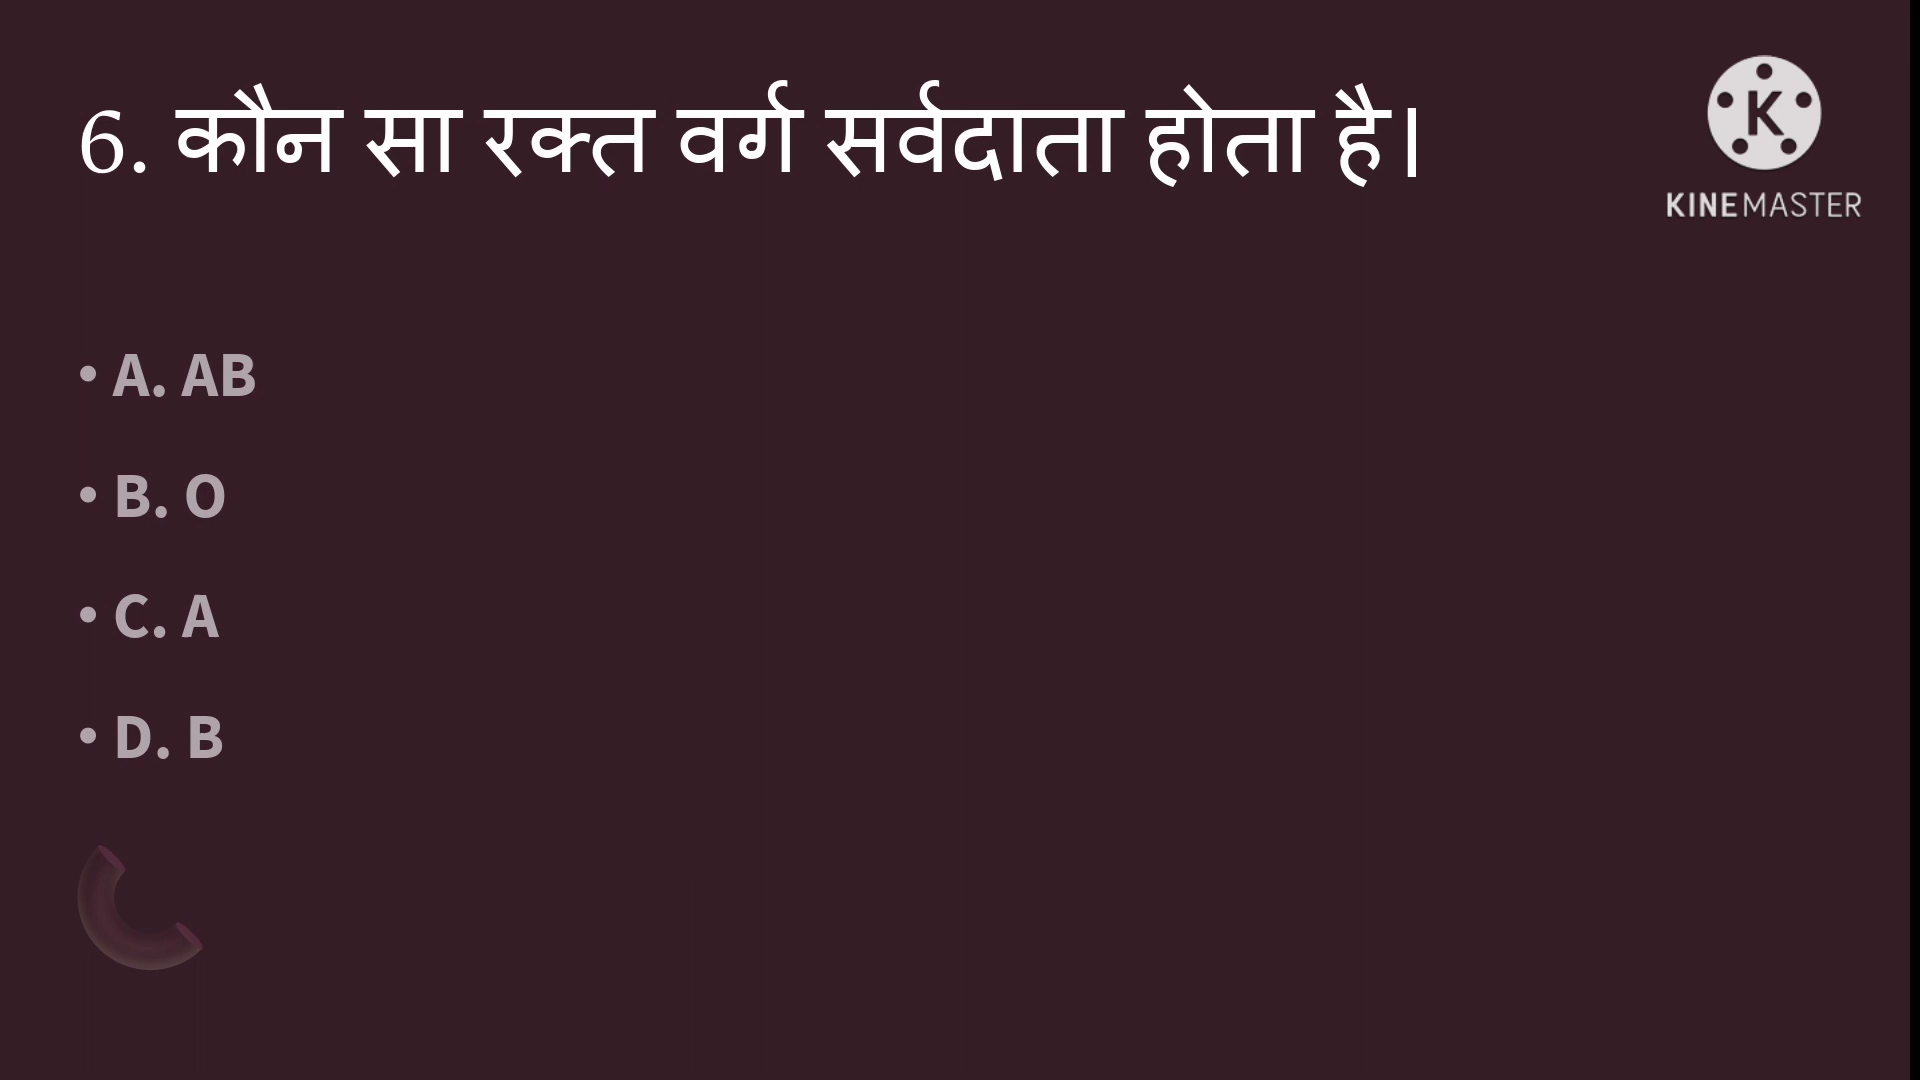 6. कौन सा रक्त वर्ग सर्वदाता होता है।
K
KINEMASTER
• A. AB
• B. O
• C. A
• D. B